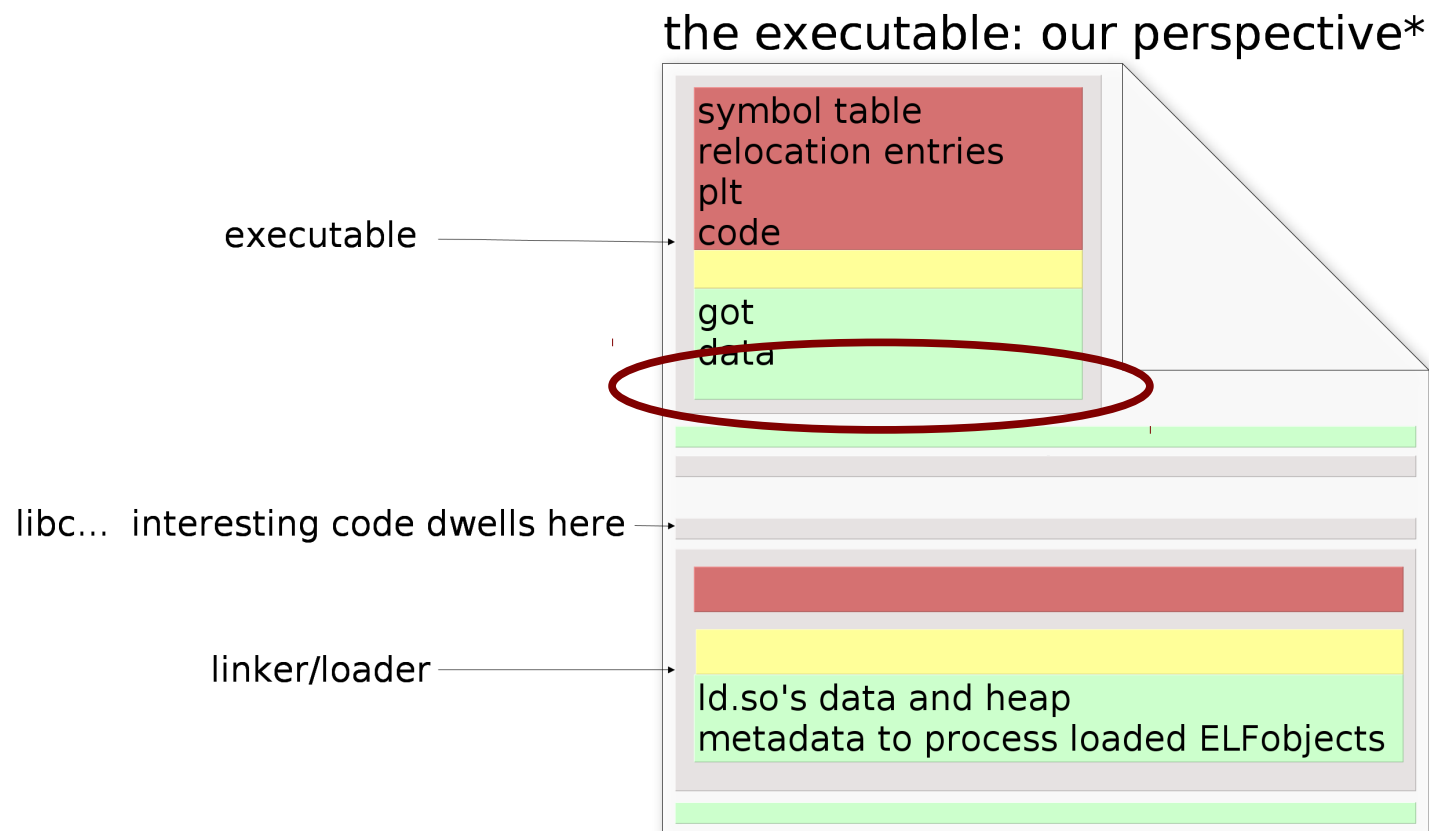 the executable: our perspective*
symbol table
relocation entries
plt
code
executable
got
data
libc... interesting code dwells here
linker/loader
ld.so's data and heap
metadata to process loaded ELFobjects